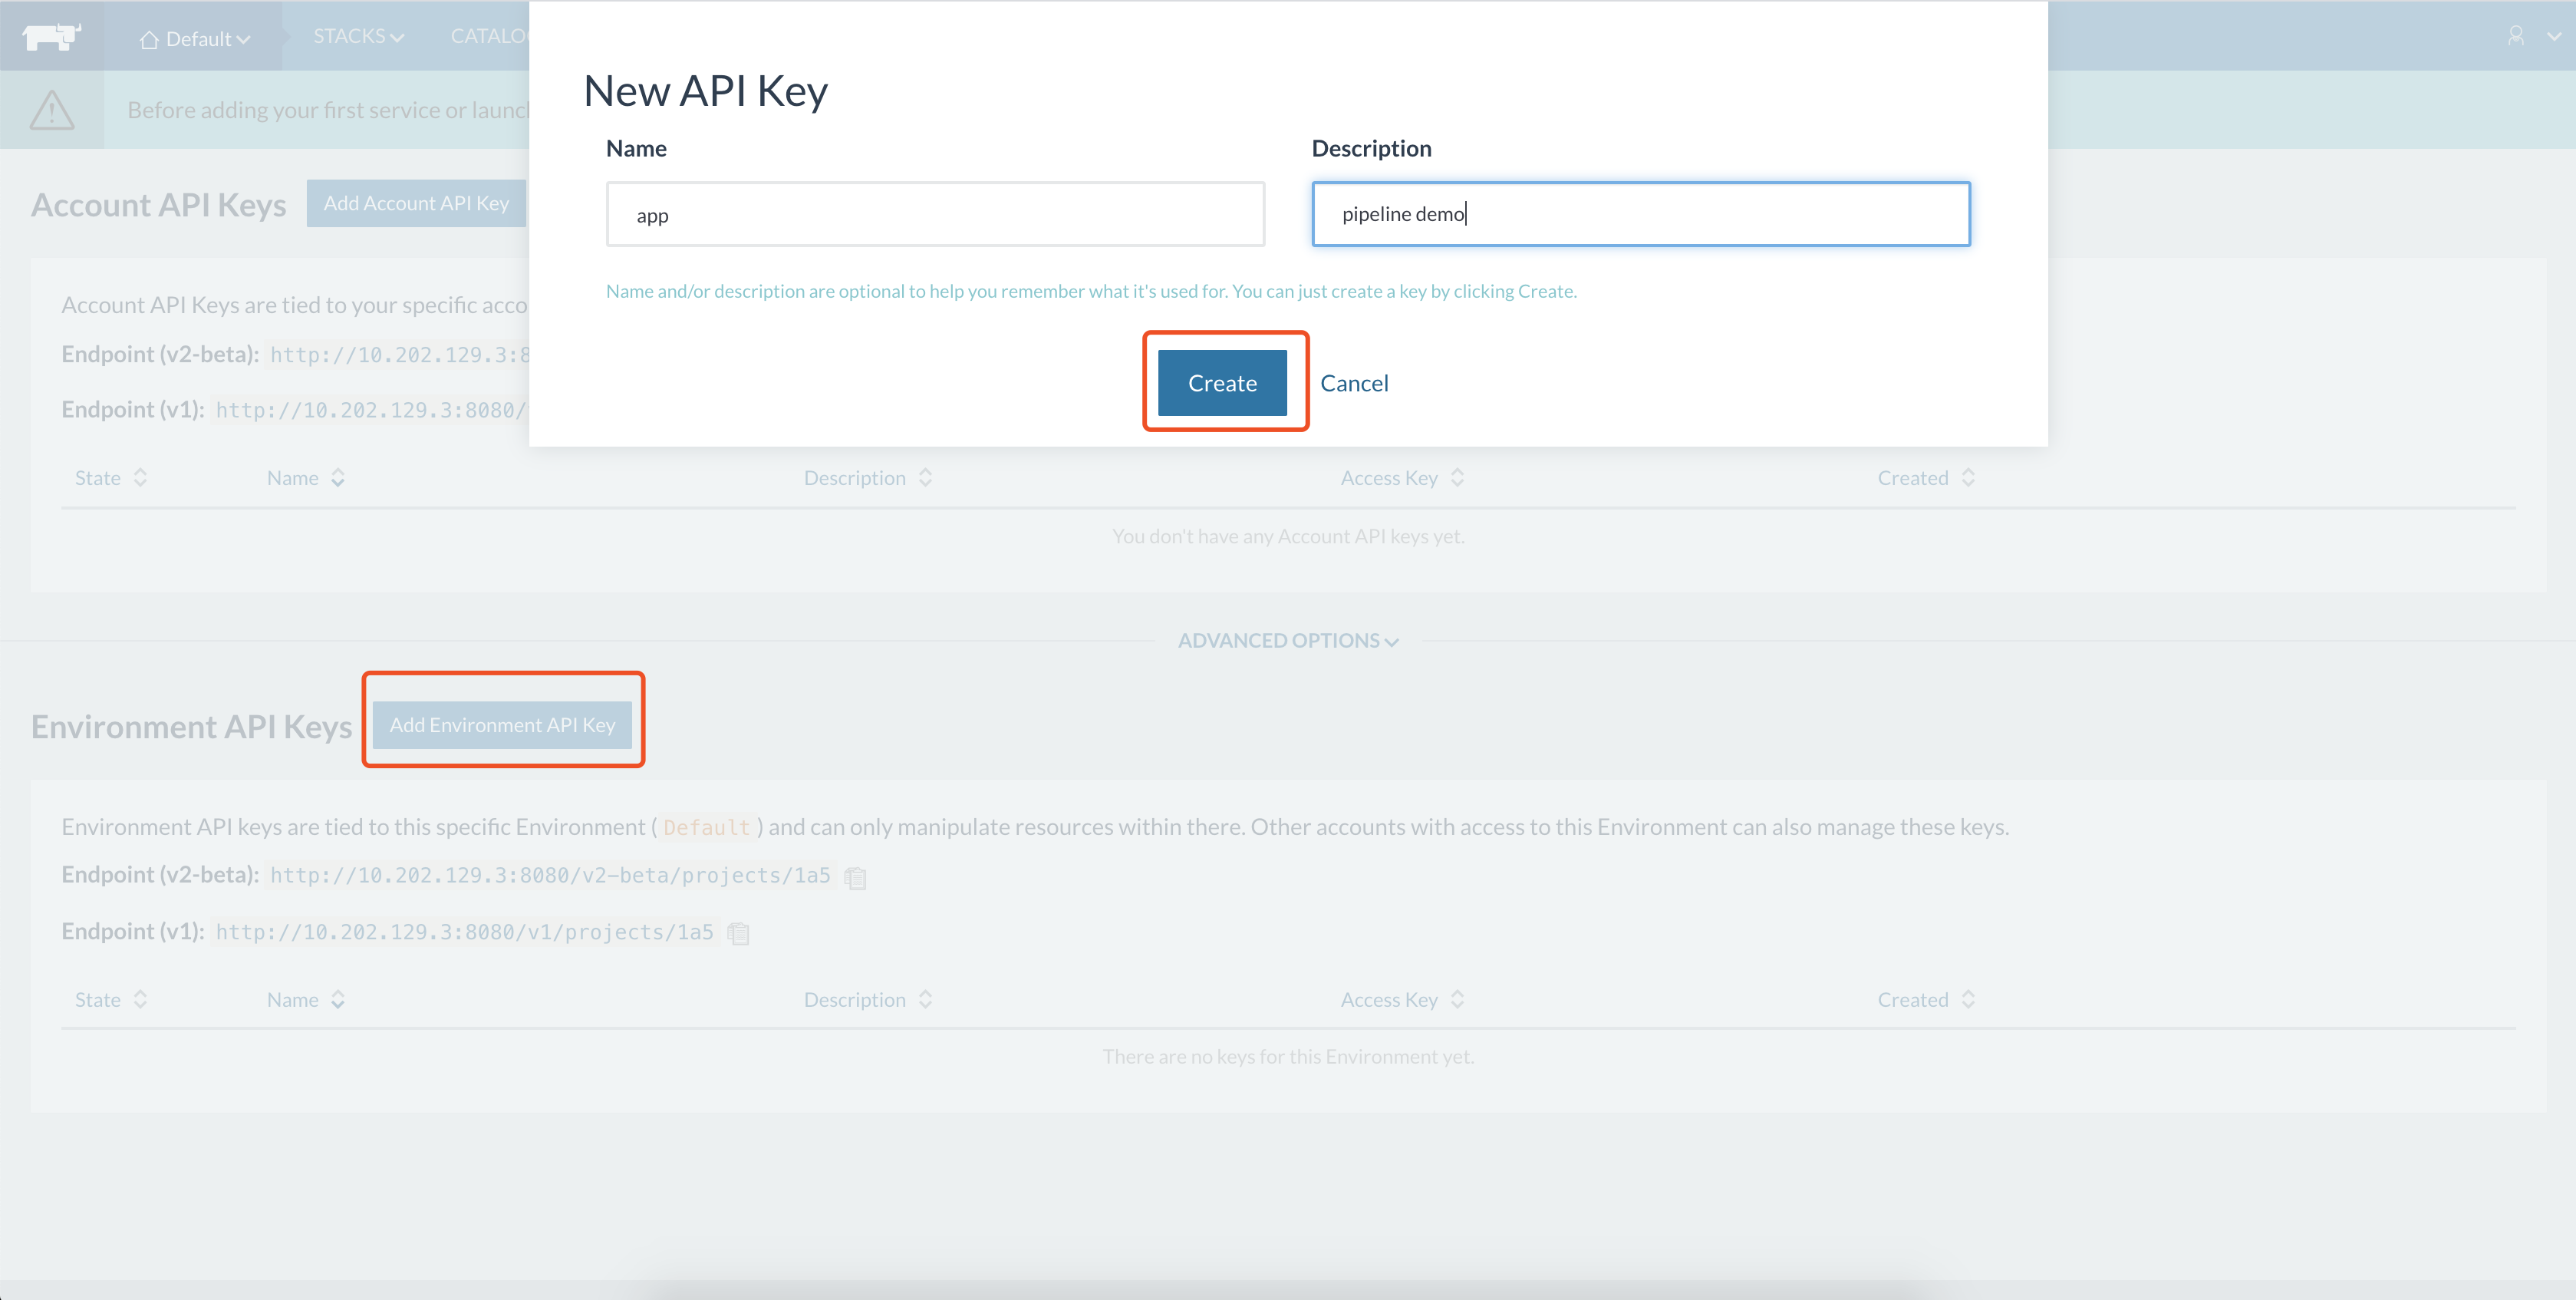 Default
STACKS
CATALO
Before adding your first service or launc
New API Key
Name
Description
app
pipeline demo
Name and/or description are optional to help you remember what it's used for. You can just create a key by clicking Create.
Create
Cancel
Account API Keys
Add Account API Key
Account API Keys are tied to your specific acco
Endpoint (v2-beta): http://10.202.129.3:8
Endpoint (v1): http://10.202.129.3:8080/
State
Name
Description
Access Key
Created
You don't have any Account API keys yet.
ADVANCED OPTIONS
Environment API Keys
Add Environment API Key
Environment API keys are tied to this specific Environment ( Default ) and can only manipulate resources within there. Other accounts with access to this Environment can also manage these keys.
Endpoint (v2-beta): http://10.202.129.3:8080/v2-beta/projects/1a5
Endpoint (v1): http://10.202.129.3:8080/v1/projects/1a5
State
Name
Description
Access Key
Created
There are no keys for this Environment yet.